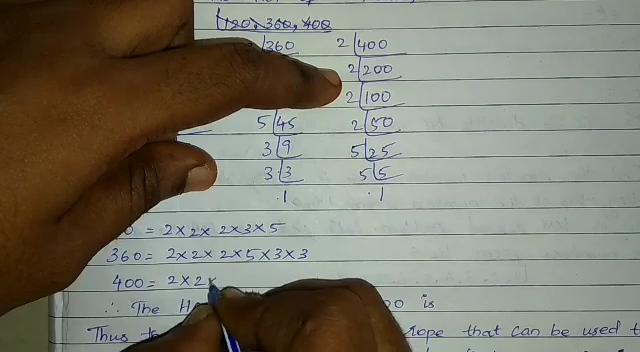 120, 360, 400
360 2 400
2 200
2 100
5 45 2 50
3 9 5 25
3 3 5 5
1 1
0 = 2×2×2×3×5
360 = 2×2×2×5×3×3
400 = 2×2×
∴ The is
Thus rope that can be used